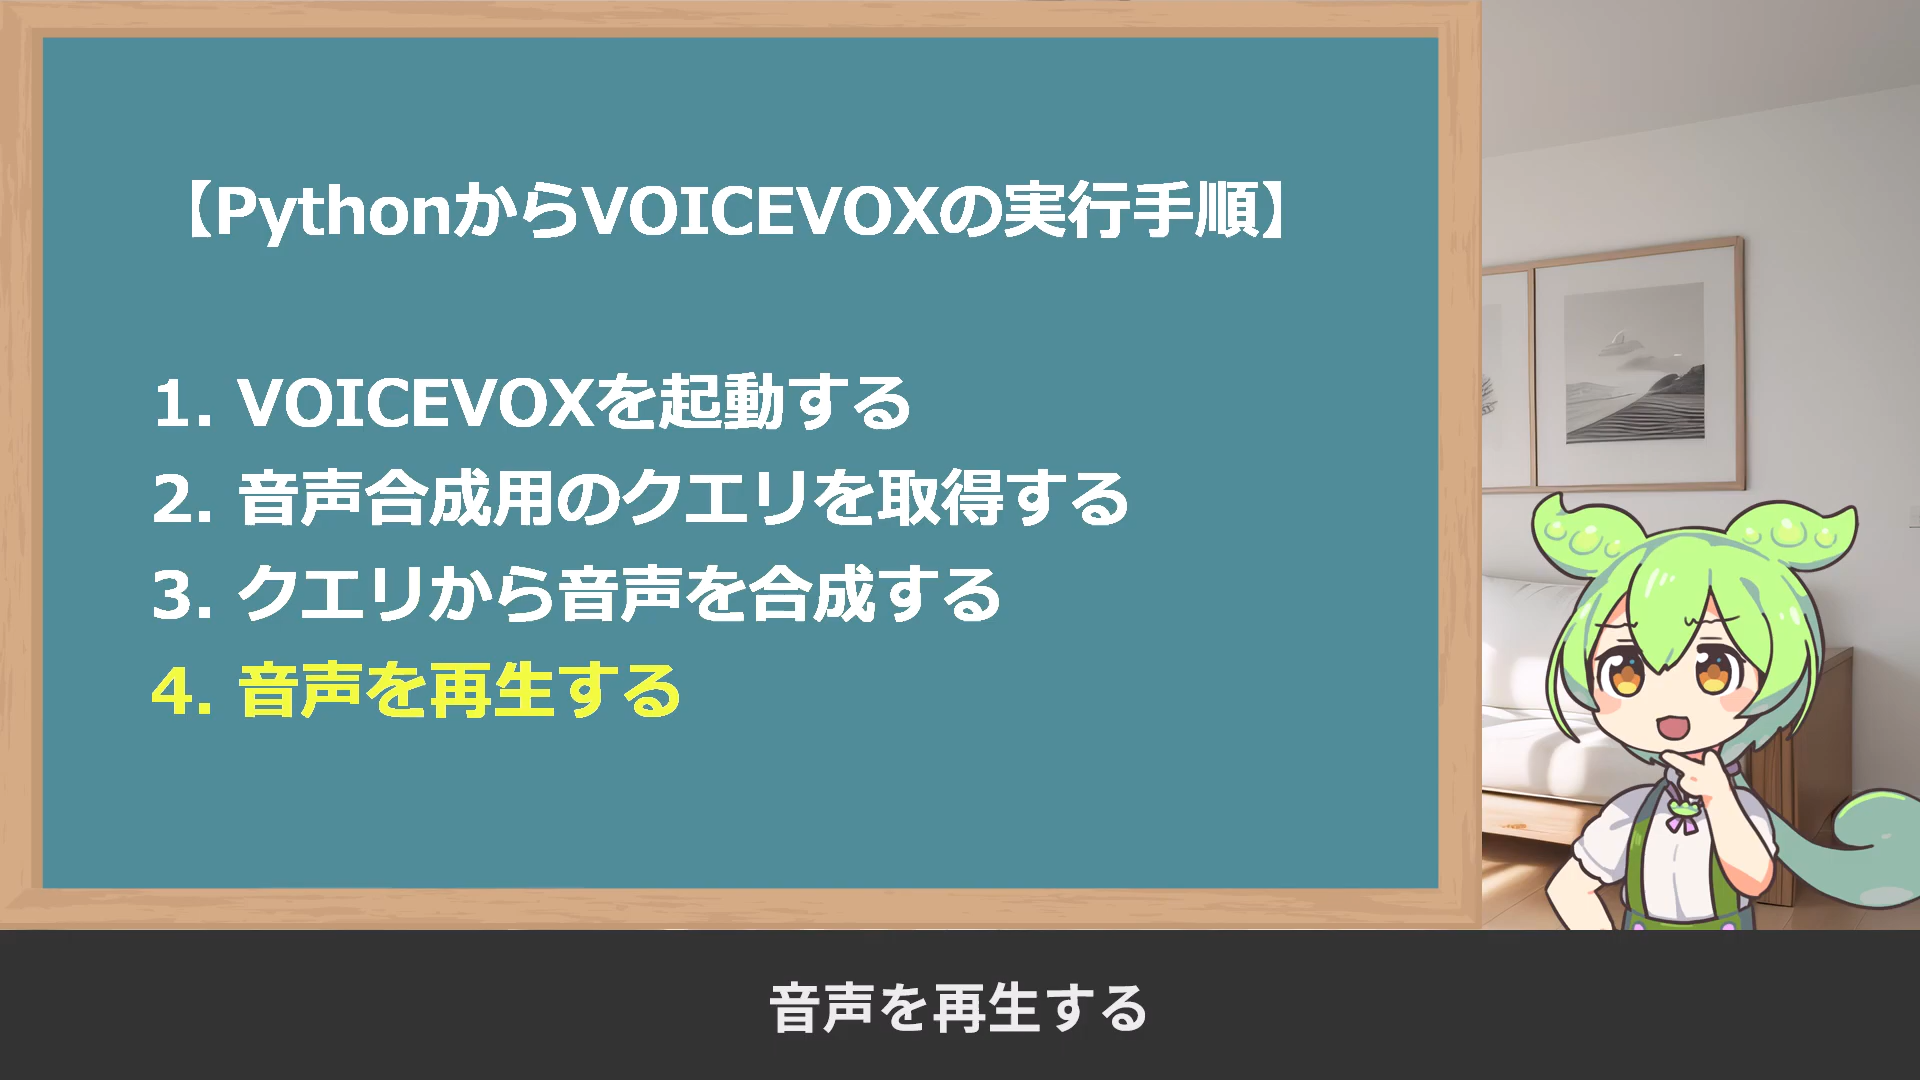 【PythonからVOICEVOXの実行手順】
1. VOICEVOXを起動する
2. 音声合成用のクエリを取得する
3. クエリから音声を合成する
4. 音声を再生する
音声を再生する